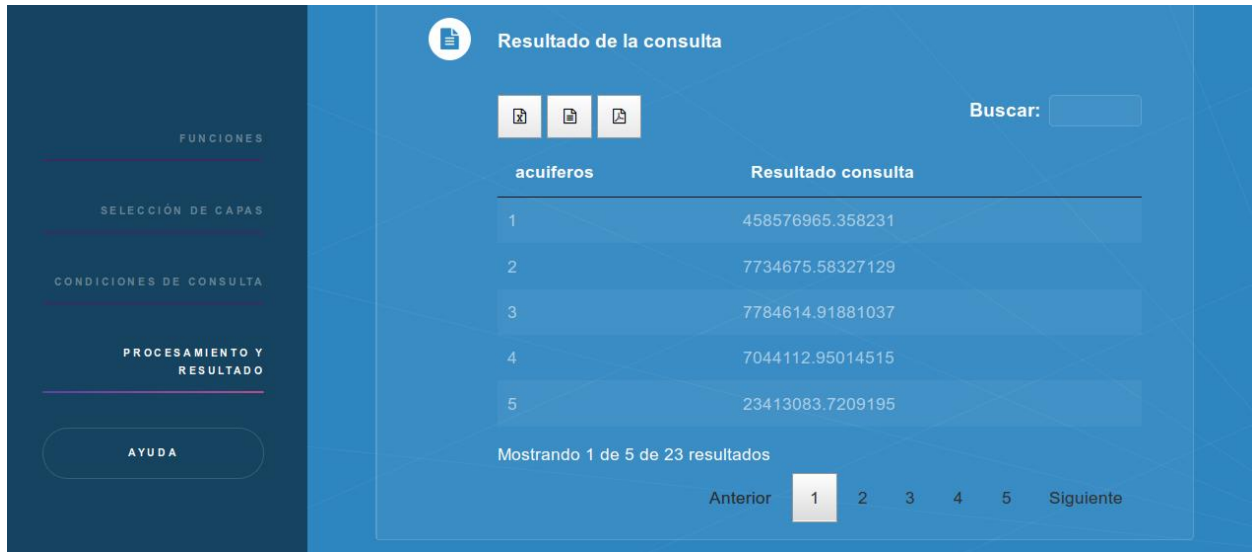 FUNCIONES
SELECCIÓN DE CAPAS
CONDICIONES DE CONSULTA
PROCESAMIENTO Y
RESULTADO
AYUDA
Resultado de la consulta
Buscar:
acuiferos Resultado consulta
1 458576965.358231
2 7734675.58327129
3 7784614.91881037
4 7044112.95014515
5 23413083.7209195
Mostrando 1 de 5 de 23 resultados
Anterior 1 2 3 4 5 Siguiente